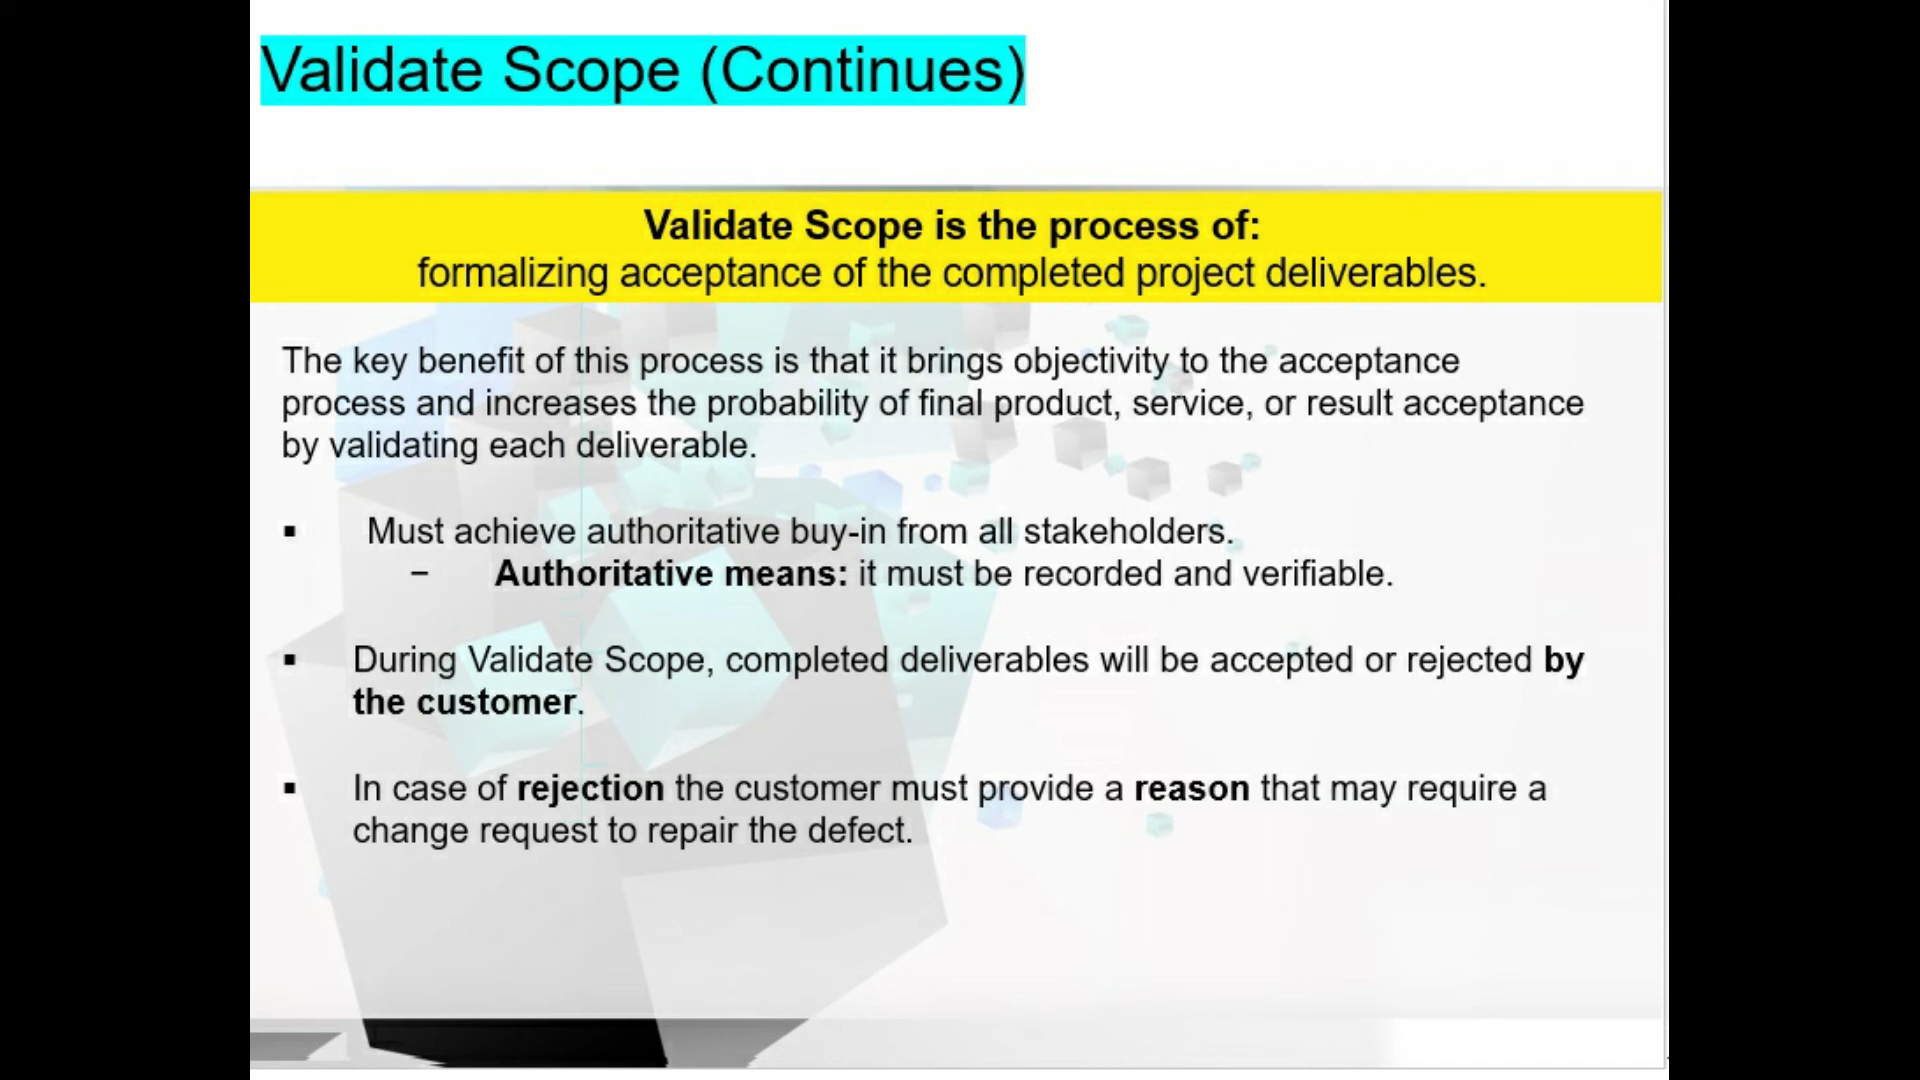 Validate Scope (Continues)
Validate Scope is the process of:
formalizing acceptance of the completed project deliverables.
The key benefit of this process is that it brings objectivity to the acceptance
process and increases the probability of final product, service, or result acceptance
by validating each deliverable.
▪ Must achieve authoritative buy-in from all stakeholders.
– Authoritative means: it must be recorded and verifiable.
▪ During Validate Scope, completed deliverables will be accepted or rejected by
the customer.
▪ In case of rejection the customer must provide a reason that may require a
change request to repair the defect.